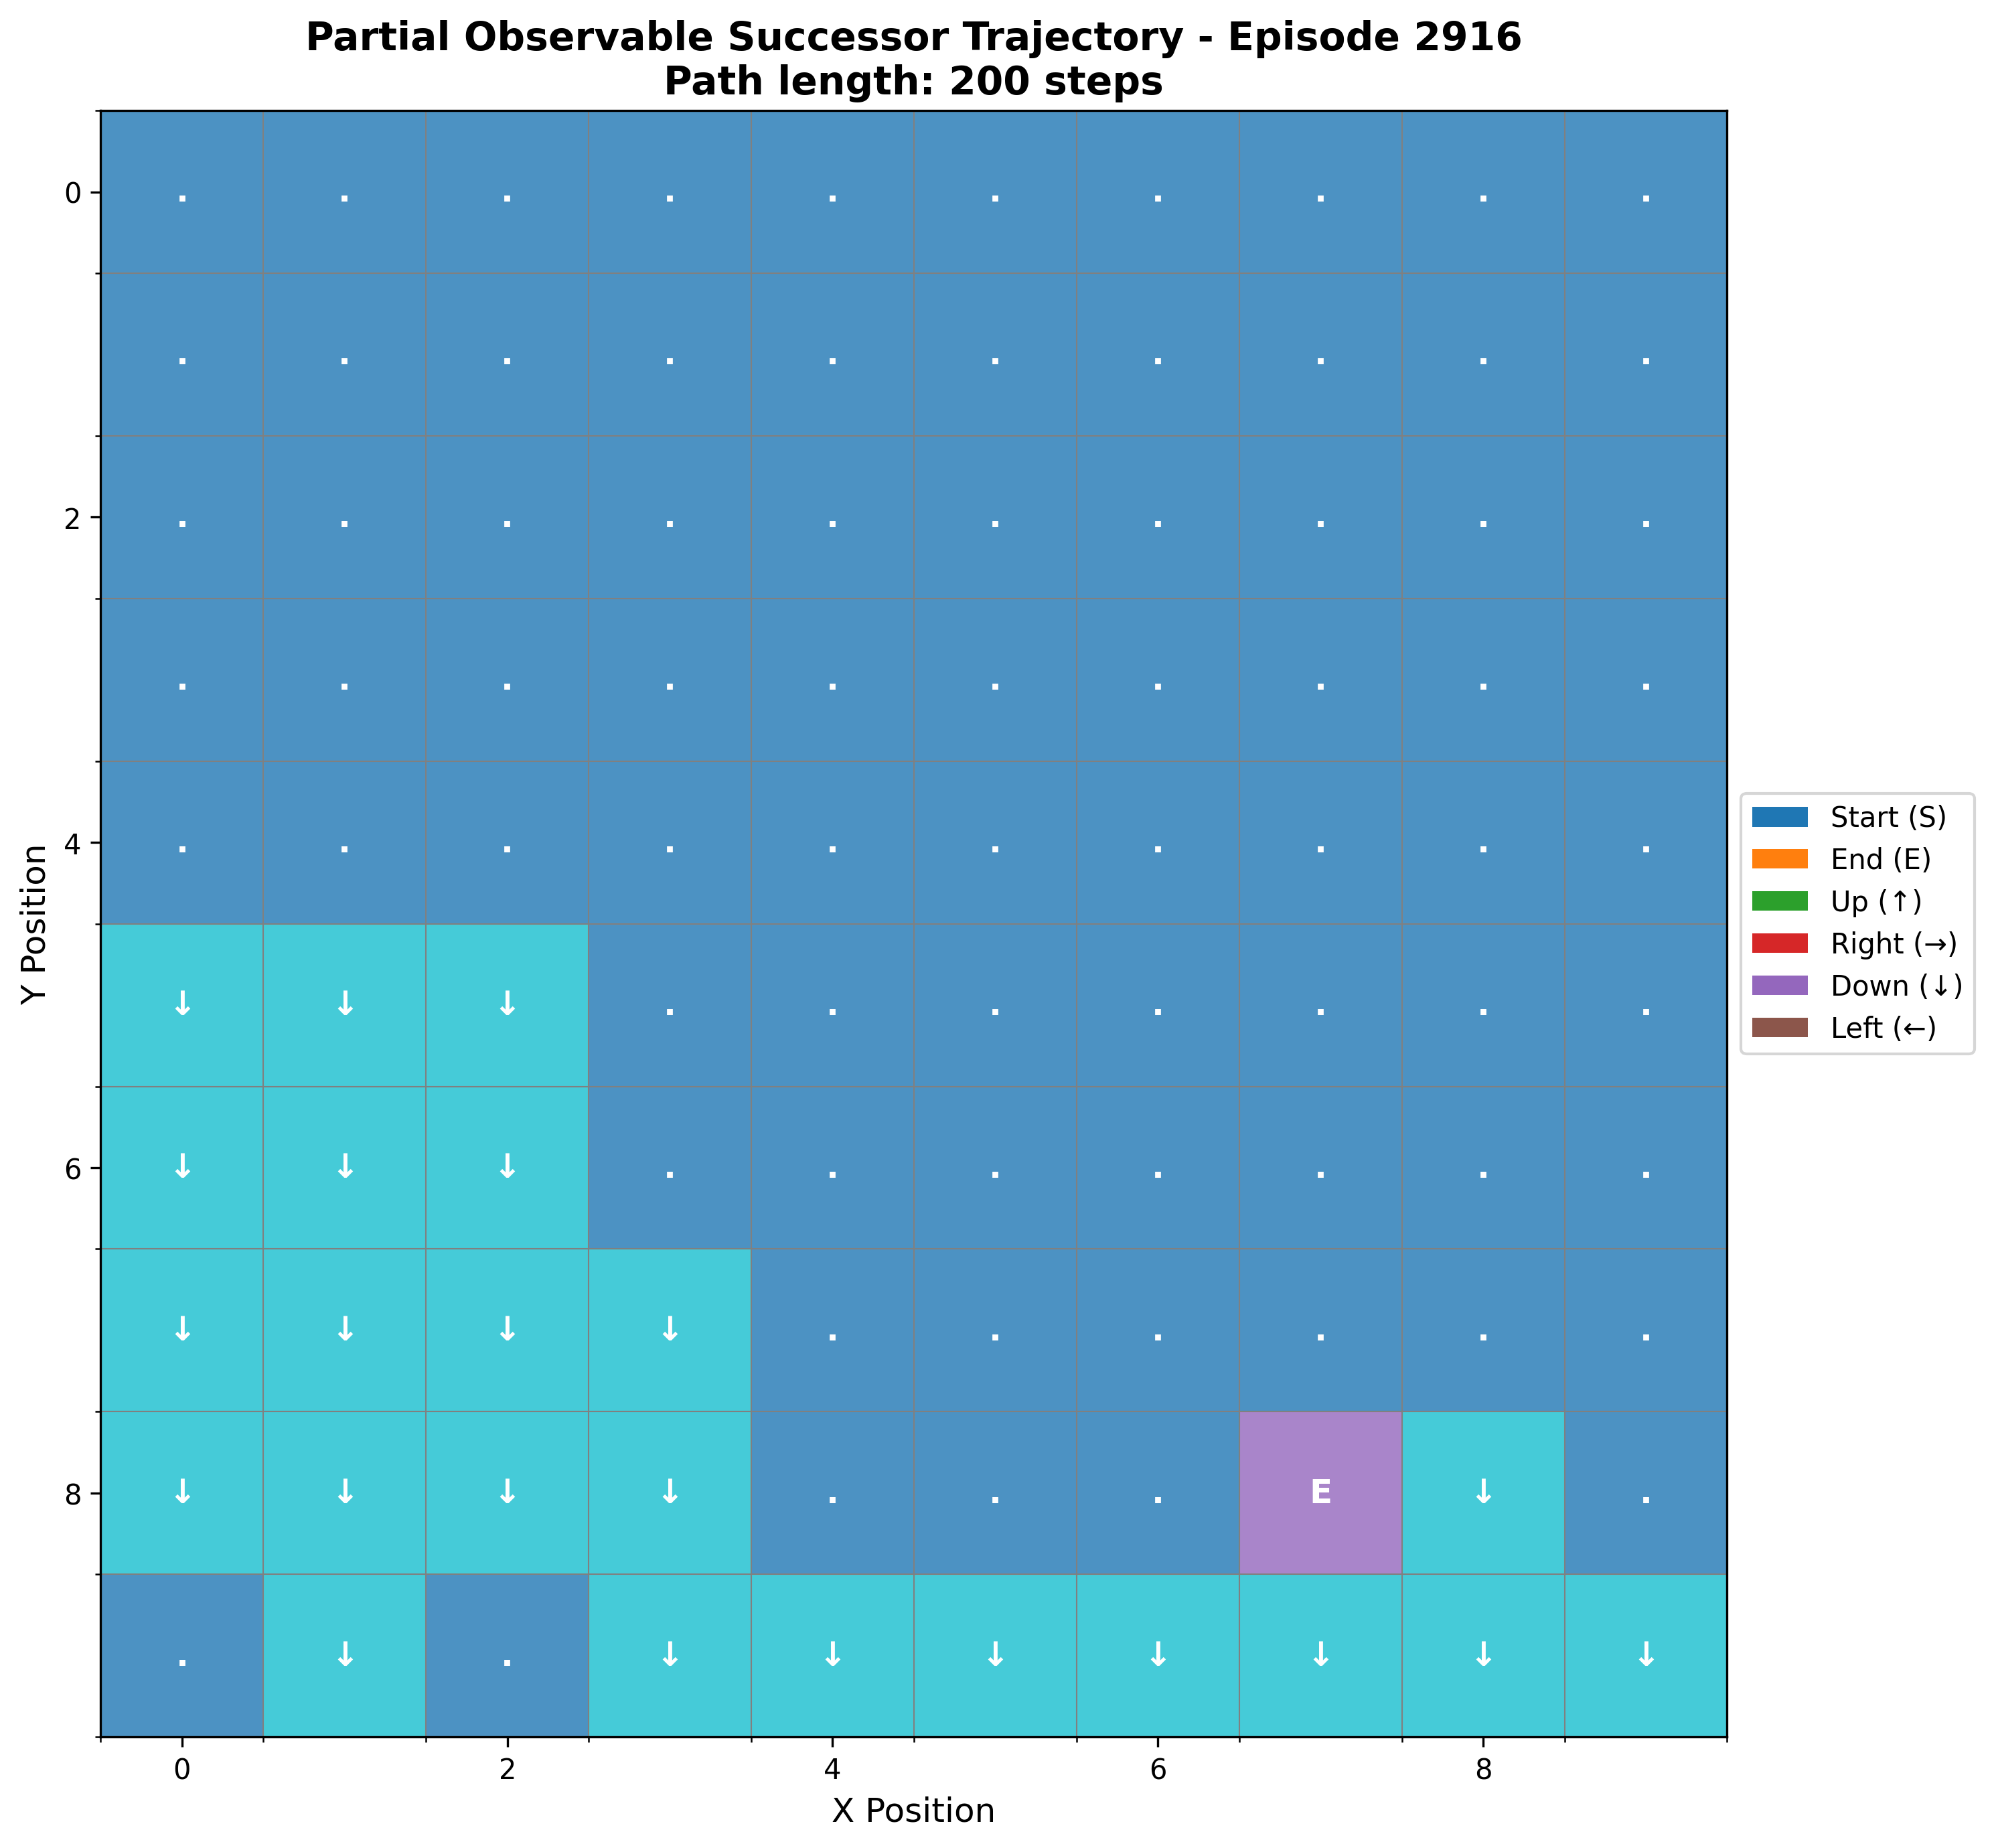 Partial Observable Successor Trajectory - Episode 2916
Path length: 200 steps
0 . . . . . . . . . .
. . . . . . . . . .
2 . . . . . . . . . .
. . . . . . . . . .
4 . . . . . . . . . .
↓ ↓ ↓ . . . . . . .
6 ↓ ↓ ↓ . . . . . . .
↓ ↓ ↓ ↓ . . . . . .
8 ↓ ↓ ↓ ↓ . . . E ↓ .
. ↓ . ↓ ↓ ↓ ↓ ↓ ↓ ↓
0 2 4 6 8
X Position
Y Position
Start (S)
End (E)
Up (↑)
Right (→)
Down (↓)
Left (←)